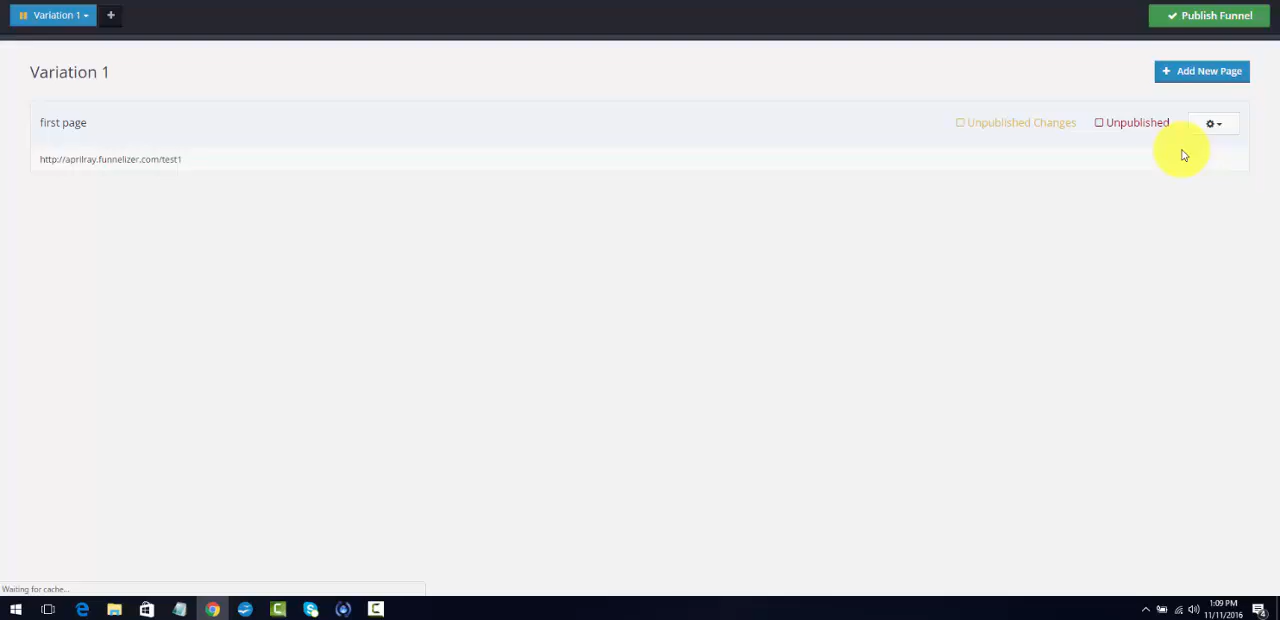 Variation 1
Publish Funnel
Variation 1
Add New Page
first page
Unpublished Changes
Unpublished
http://aprilray.funnelizer.com/test1
Waiting for cache...
1:09 PM
11/11/2016
4